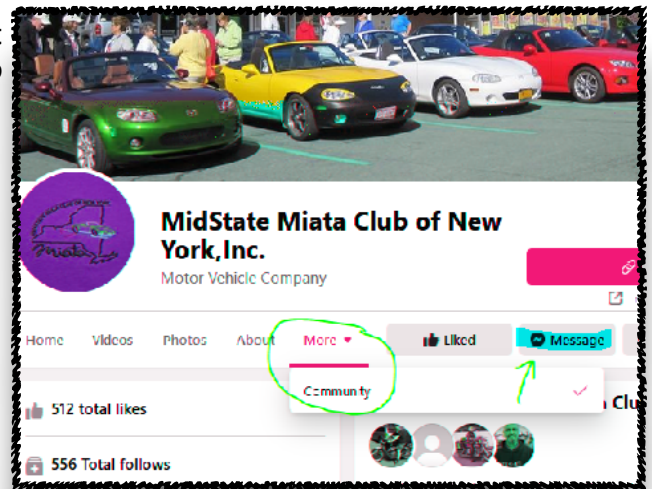 MidState Miata Club of New
York,Inc.
Motor Vehicle Company
Home Videos Photos About More Liked Message
Community
Clu
512 total likes
556 Total follows